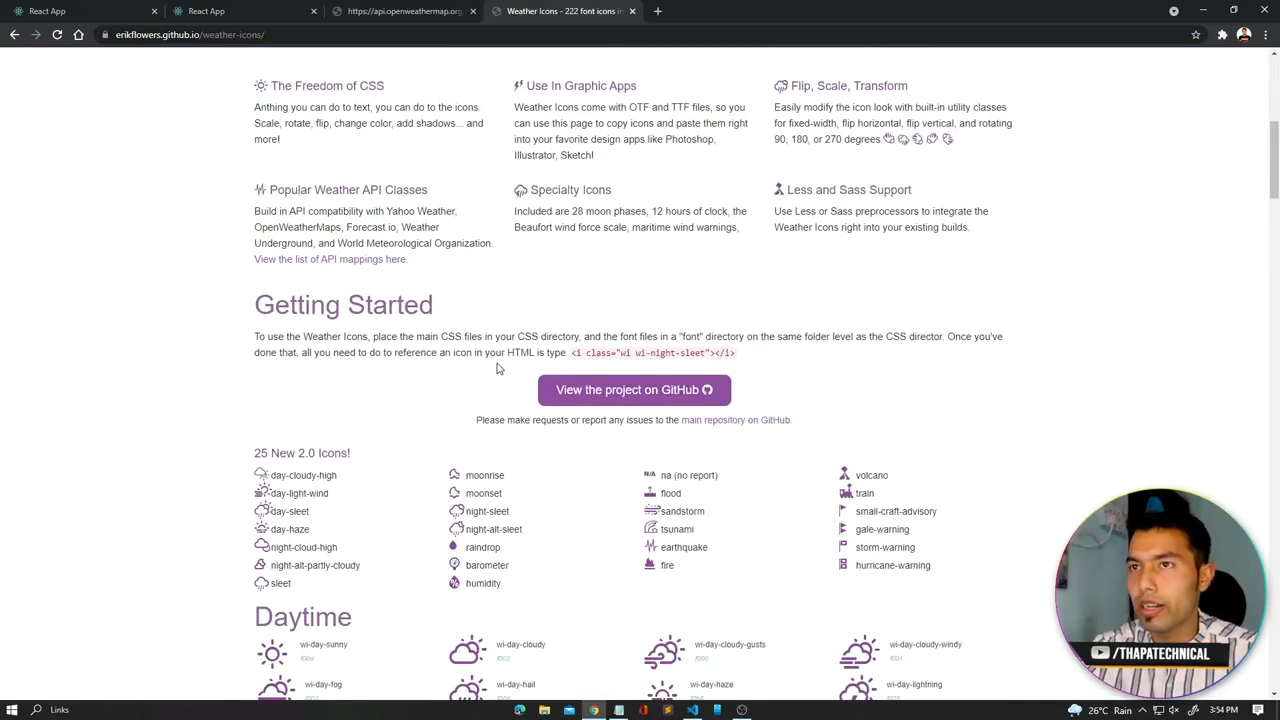 React App
React App
https://api.openweathermap.org
Weather Icons - 222 font icons in
erikflowers.github.io/weather-icons/
The Freedom of CSS
Anthing you can do to text, you can do to the icons.
Scale, rotate, flip, change color, add shadows... and
more!
Use In Graphic Apps
Weather Icons come with OTF and TTF files, so you
can use this page to copy icons and paste them right
into your favorite design apps like Photoshop,
Illustrator, Sketch!
Flip, Scale, Transform
Easily modify the icon look with built-in utility classes
for fixed-width, flip horizontal, flip vertical, and rotating
90, 180, or 270 degrees.
Popular Weather API Classes
Build in API compatibility with Yahoo Weather,
OpenWeatherMaps, Forecast.io, Weather
Underground, and World Meteorological Organization.
View the list of API mappings here.
Specialty Icons
Included are 28 moon phases, 12 hours of clock, the
Beaufort wind force scale, maritime wind warnings,
Less and Sass Support
Use Less or Sass preprocessors to integrate the
Weather Icons right into your existing builds.
Getting Started
To use the Weather Icons, place the main CSS files in your CSS directory, and the font files in a "font" directory on the same folder level as the CSS director. Once you've
done that, all you need to do to reference an icon in your HTML is type <i class="wi wi-night-sleet"></i>
View the project on GitHub
Please make requests or report any issues to the main repository on GitHub.
25 New 2.0 Icons!
day-cloudy-high
day-light-wind
day-sleet
day-haze
night-cloud-high
night-alt-partly-cloudy
sleet
moonrise
moonset
night-sleet
night-alt-sleet
raindrop
barometer
humidity
N/A na (no report)
flood
sandstorm
tsunami
earthquake
fire
volcano
train
small-craft-advisory
gale-warning
storm-warning
hurricane-warning
Daytime
wi-day-sunny
f00d
wi-day-cloudy
f002
wi-day-cloudy-gusts
f000
wi-day-cloudy-windy
f001
wi-day-fog
wi-day-hail
wi-day-haze
wi-day-lightning
/THAPATECHNICAL
Links
26°C Rain
3:54 PM